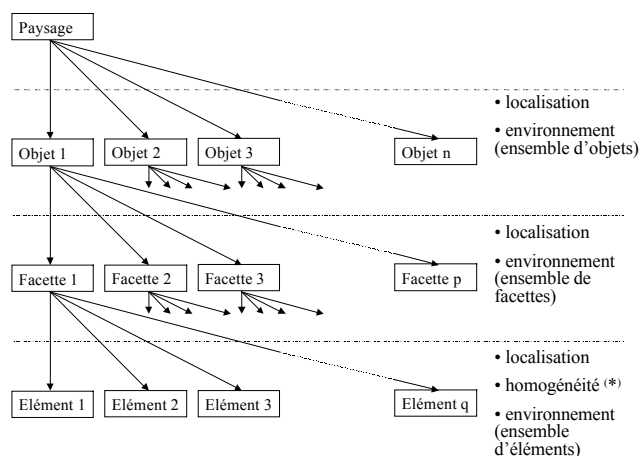 Paysage
• localisation
• environnement
(ensemble d'objets)
Objet 1
Objet 2
Objet 3
Objet n
• localisation
• environnement
(ensemble de
facettes)
Facette 1
Facette 2
Facette 3
Facette p
• localisation
• homogénéité (*)
• environnement
(ensemble
d'éléments)
Elément 1
Elément 2
Elément 3
Elément q